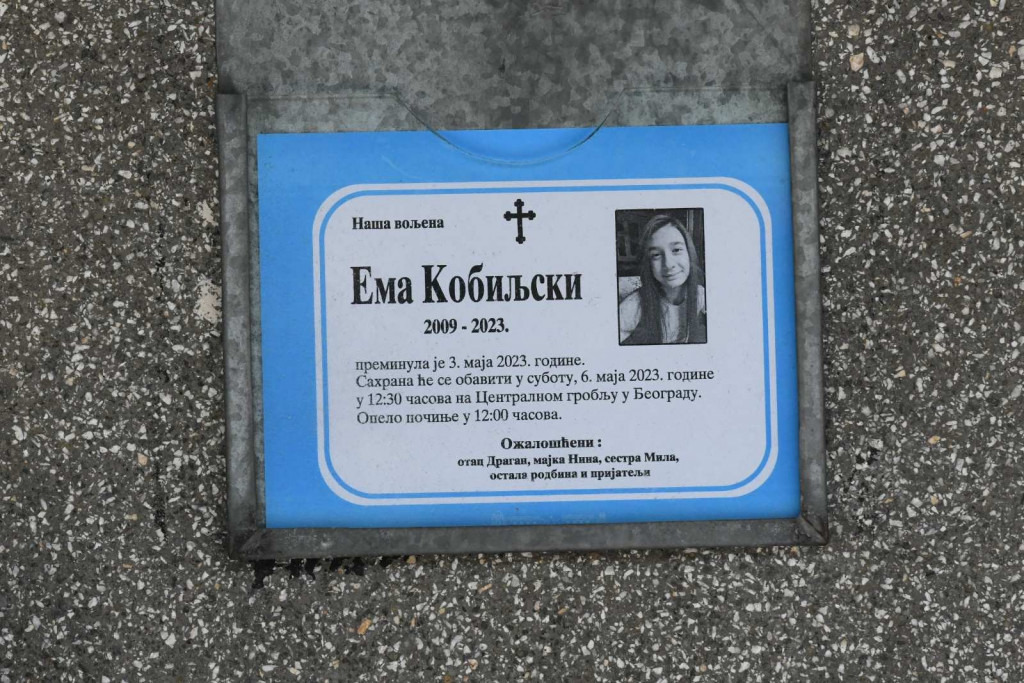 Наша вољена
Ема Кобиљски
2009 - 2023.
преминула је 3. маја 2023. године.
Сахрана ће се обавити у суботу, 6. маја 2023. године
у 12:30 часова на Централном гробљу у Београду.
Опело почиње у 12:00 часова.
Ожалошћени :
отац Драган, мајка Нина, сестра Мила,
остала родбина и пријатељи